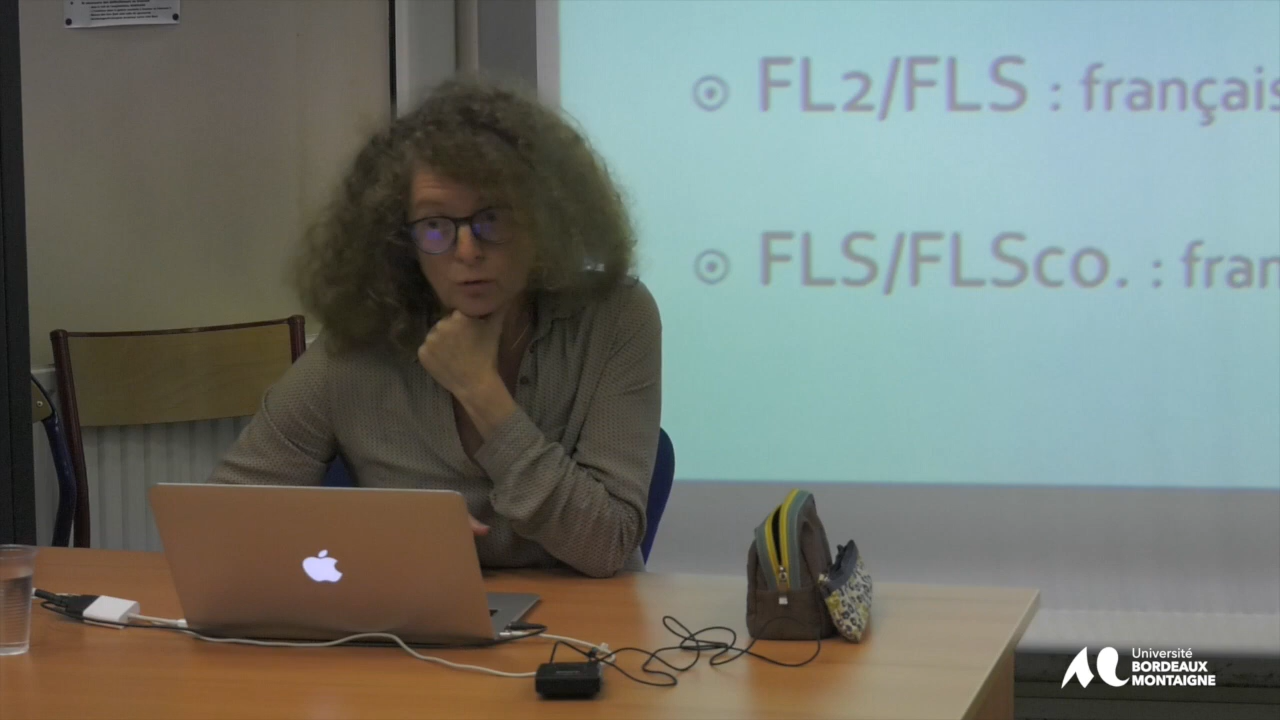 FL2/FLS : français
FLS/FLSco. : fran
Université
BORDEAUX
MONTAIGNE